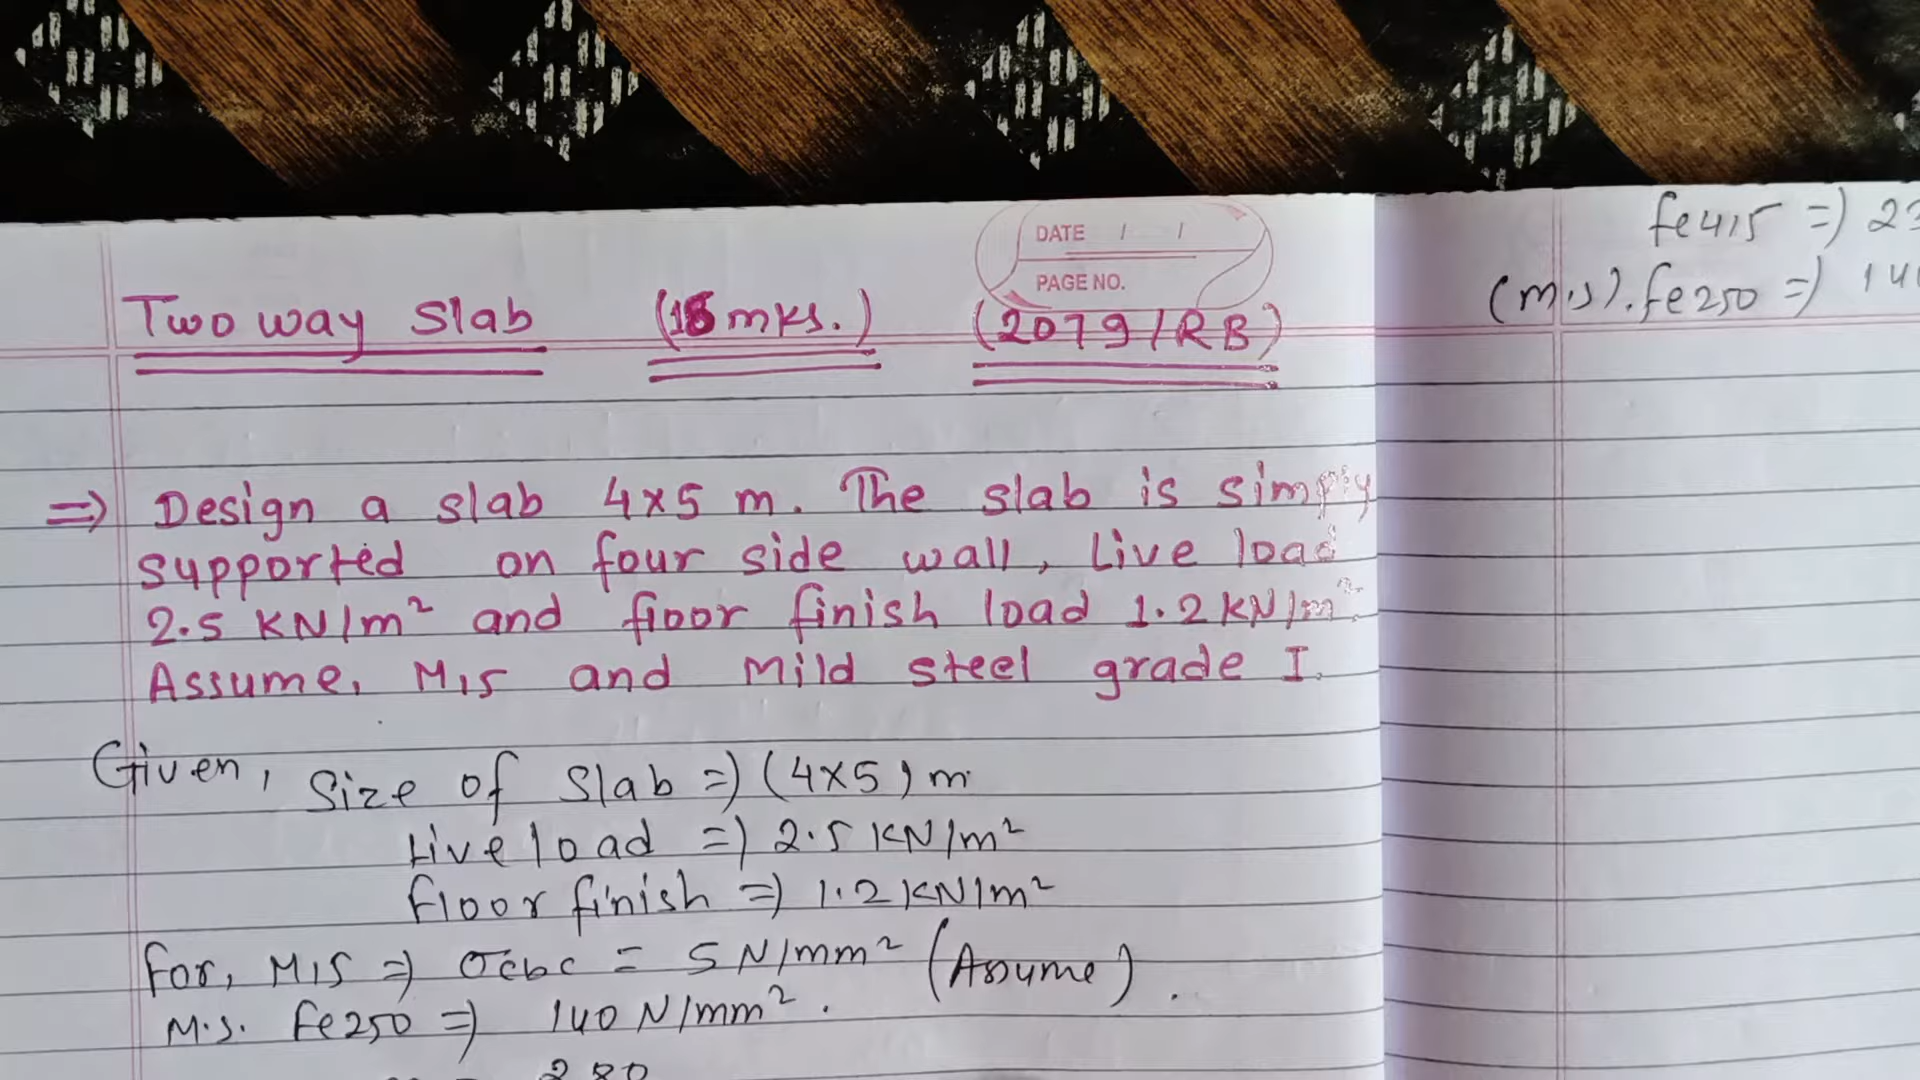 DATE / /
PAGE NO.
Two way slab (15 mks.) (2079/RB)
=) Design a slab 4x5 m. The slab is simply
supported on four side wall, Live load
2.5 KN/m² and floor finish load 1.2 KN/m².
Assume, M15 and Mild steel grade I.
Given, Size of Slab =) (4x5) m
Live load =) 2.5 KN/m²
floor finish =) 1.2 KN/m²
for, M15 =) σcbc = 5 N/mm² (Assume).
M.S. fe250 =) 140 N/mm².
280
fe415 =) 23
(m.s). fe250 =) 14